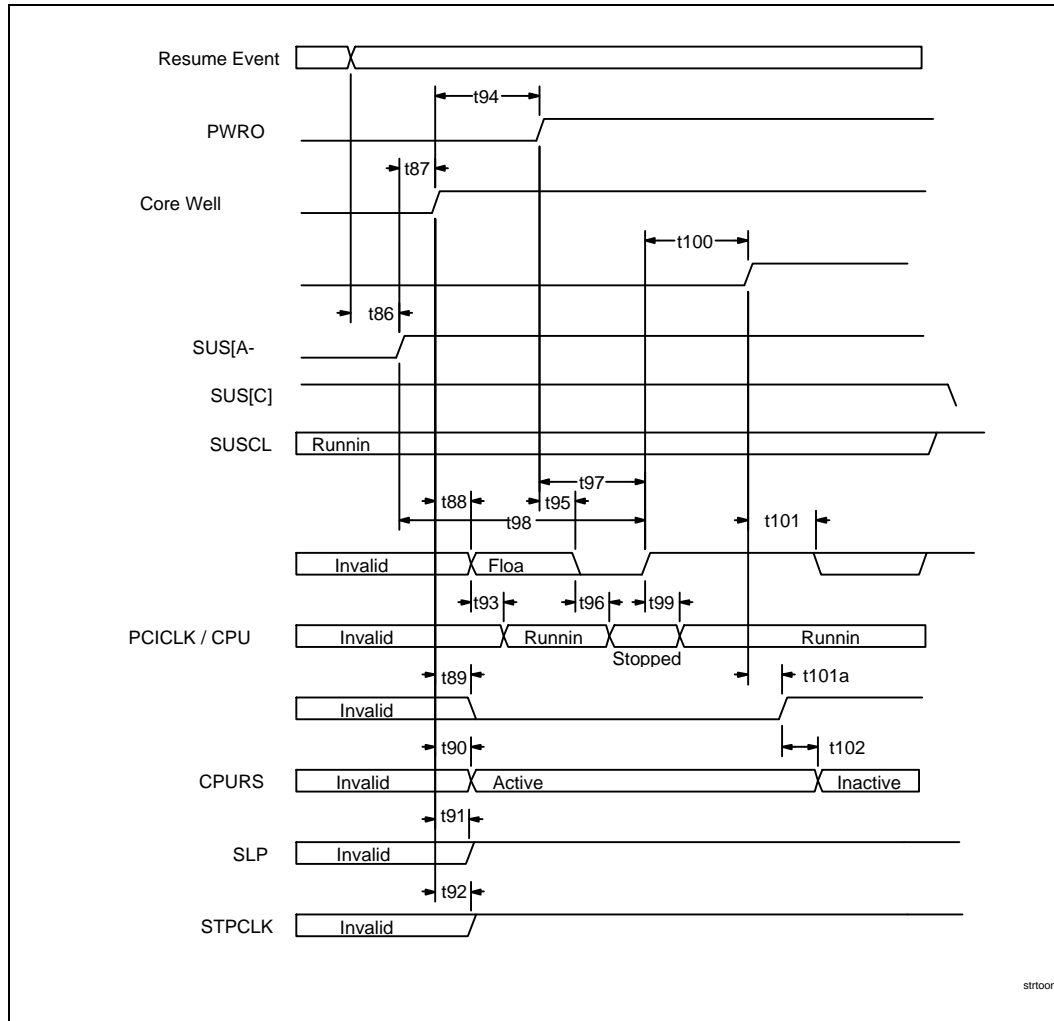 Resume Event
t94
PWRO
t87
Core Well
t100
t86
SUS[A-
SUS[C]
SUSCL Runnin
t97
t88 t95
t98 t101
Invalid Floa
t93 t96 t99
PCICLK / CPU Invalid Runnin Runnin
Stopped
t89 t101a
Invalid
t90 t102
CPURS Invalid Active Inactive
t91
SLP Invalid
t92
STPCLK Invalid
strtoon